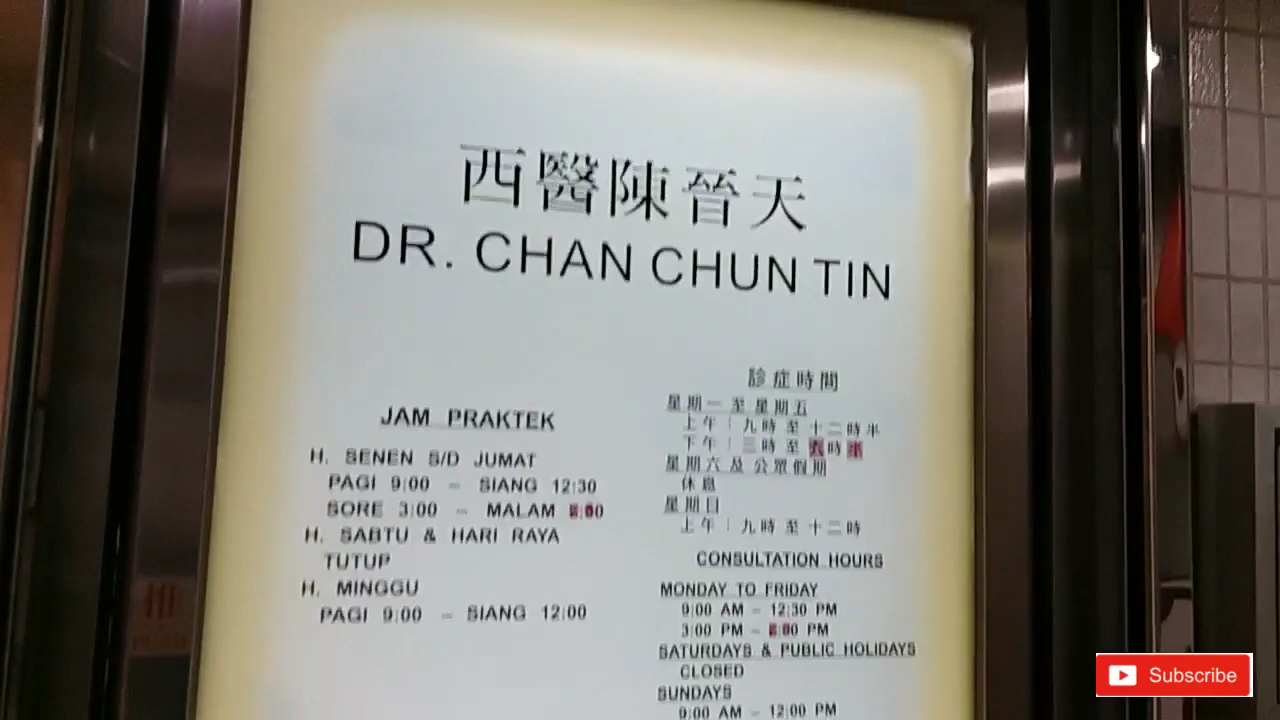 西醫陳晉天
DR. CHAN CHUN TIN
JAM PRAKTEK
H. SENEN S/D JUMAT
PAGI 9:00 – SIANG 12:30
SORE 3:00 – MALAM
H. SABTU & HARI RAYA
TUTUP
H. MINGGU
PAGI 9:00 – SIANG 12:00
診症時間
星期一至星期五
上午：九時至十二時半
下午：三時至 時
星期六及公眾假期
休息
星期日
上午：九時至十二時
CONSULTATION HOURS
MONDAY TO FRIDAY
9:00 AM – 12:30 PM
3:00 PM – PM
SATURDAYS & PUBLIC HOLIDAYS
CLOSED
SUNDAYS
9:00 AM – 12:00 PM
Subscribe